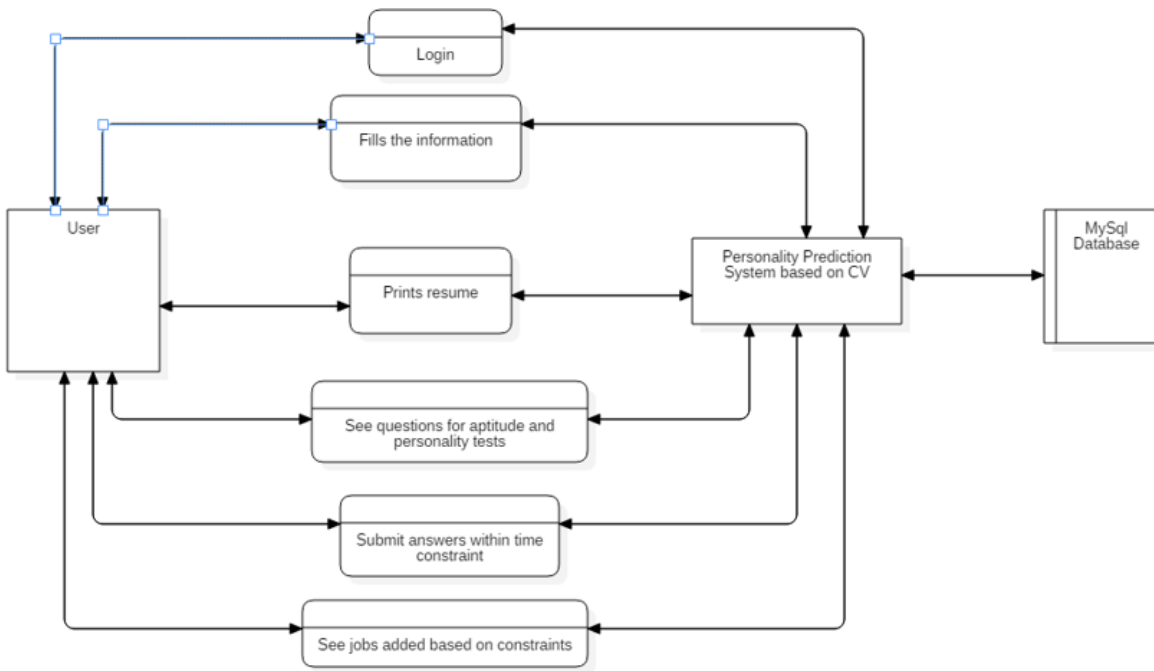 Login
Fills the information
User
Personality Prediction
System based on CV
MySql
Database
Prints resume
See questions for aptitude and
personality tests
Submit answers within time
constraint
See jobs added based on constraints